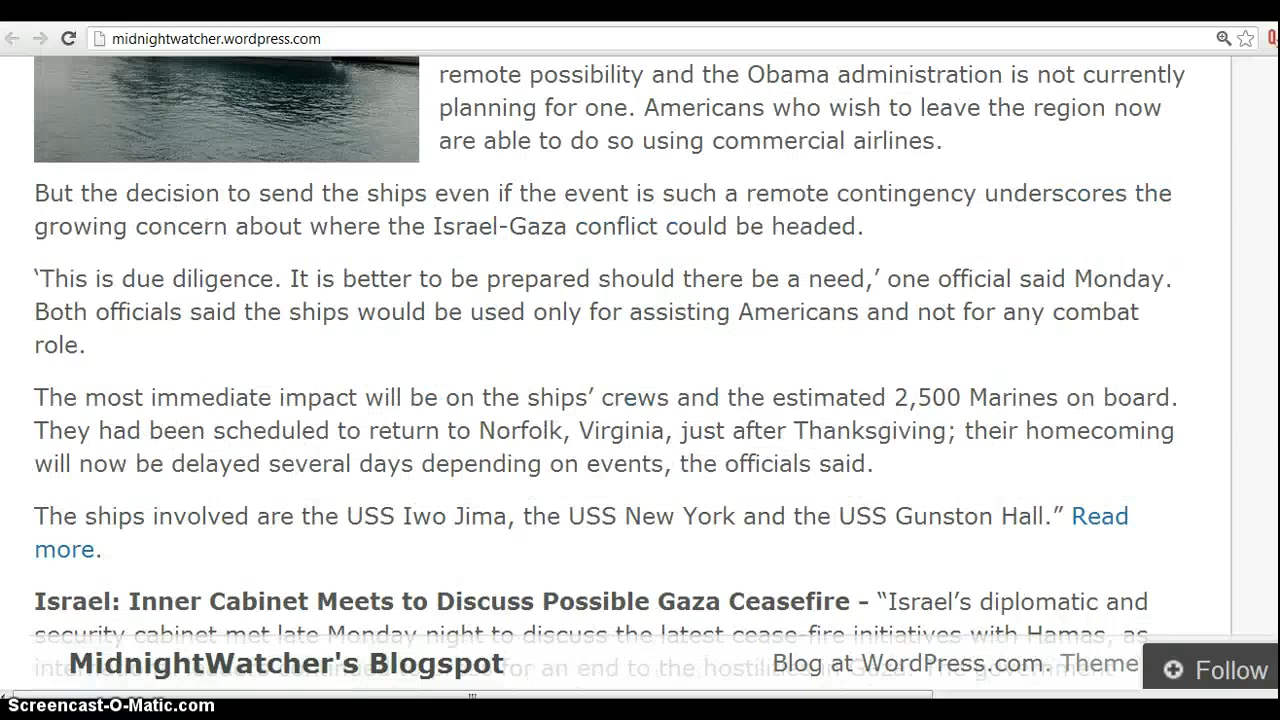 midnightwatcher.wordpress.com
remote possibility and the Obama administration is not currently
planning for one. Americans who wish to leave the region now
are able to do so using commercial airlines.
But the decision to send the ships even if the event is such a remote contingency underscores the
growing concern about where the Israel-Gaza conflict could be headed.
‘This is due diligence. It is better to be prepared should there be a need,’ one official said Monday.
Both officials said the ships would be used only for assisting Americans and not for any combat
role.
The most immediate impact will be on the ships’ crews and the estimated 2,500 Marines on board.
They had been scheduled to return to Norfolk, Virginia, just after Thanksgiving; their homecoming
will now be delayed several days depending on events, the officials said.
The ships involved are the USS Iwo Jima, the USS New York and the USS Gunston Hall.” Read
more.
Israel: Inner Cabinet Meets to Discuss Possible Gaza Ceasefire – “Israel’s diplomatic and
security cabinet met late Monday night to discuss the latest cease-fire initiatives with Hamas, as
for an end to the hostilities in Gaza. The government
MidnightWatcher's Blogspot
Blog at WordPress.com. Theme
Follow
Screencast-O-Matic.com